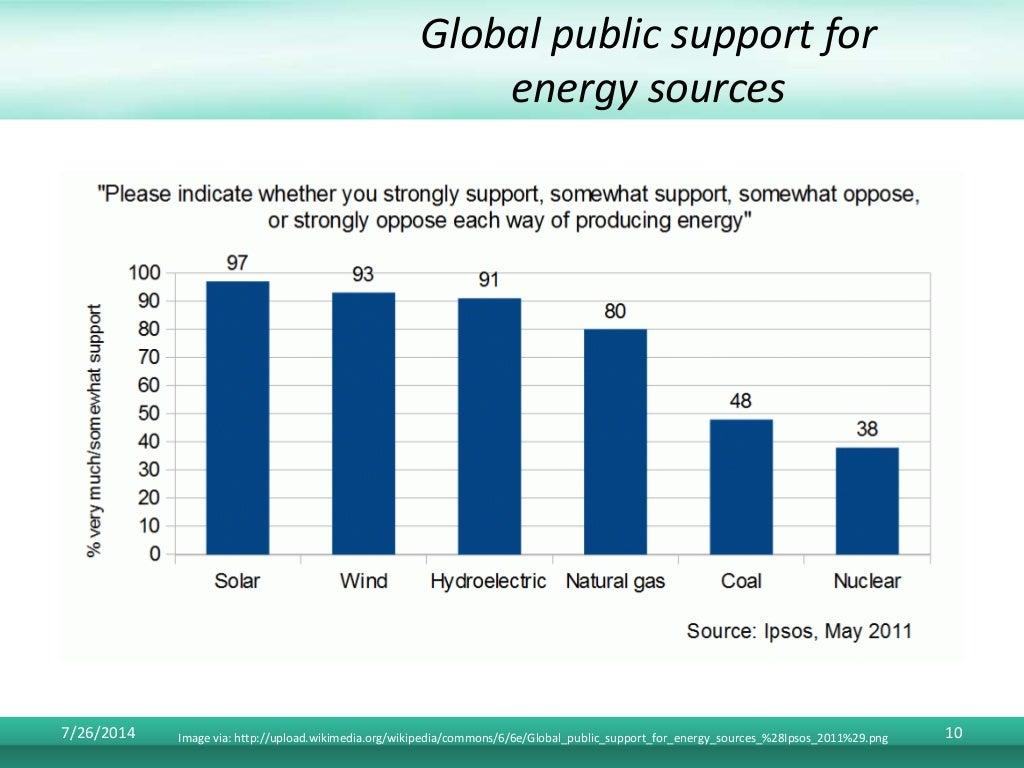 Global public support for
energy sources
"Please indicate whether you strongly support, somewhat support, somewhat oppose,
or strongly oppose each way of producing energy"
% very much/somewhat support
100
90
80
70
60
50
40
30
20
10
0
97
93
91
80
48
38
Solar
Wind
Hydroelectric
Natural gas
Coal
Nuclear
Source: Ipsos, May 2011
7/26/2014
Image via: http://upload.wikimedia.org/wikipedia/commons/6/6e/Global_public_support_for_energy_sources_%28Ipsos_2011%29.png
10